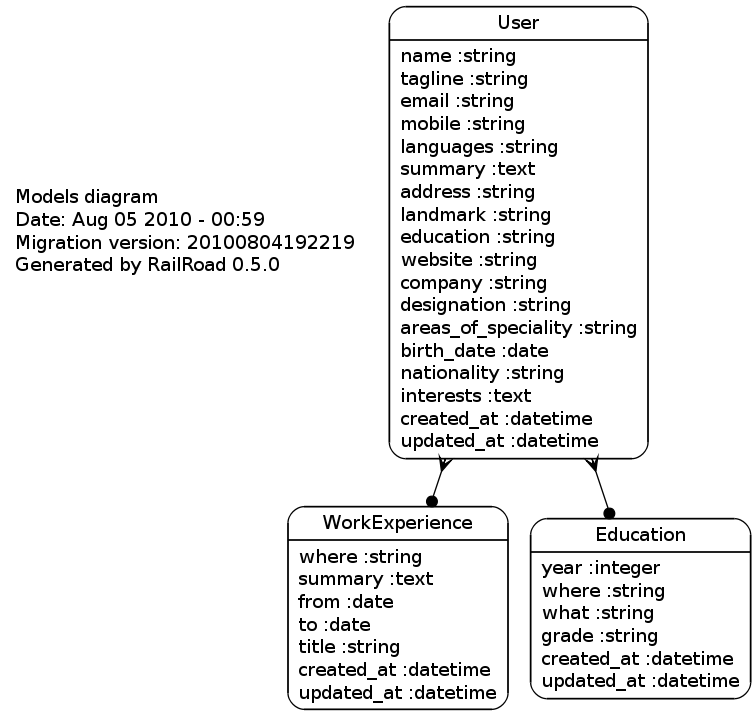 Models diagram
Date: Aug 05 2010 - 00:59
Migration version: 20100804192219
Generated by RailRoad 0.5.0
User
name :string
tagline :string
email :string
mobile :string
languages :string
summary :text
address :string
landmark :string
education :string
website :string
company :string
designation :string
areas_of_speciality :string
birth_date :date
nationality :string
interests :text
created_at :datetime
updated_at :datetime
WorkExperience
where :string
summary :text
from :date
to :date
title :string
created_at :datetime
updated_at :datetime
Education
year :integer
where :string
what :string
grade :string
created_at :datetime
updated_at :datetime